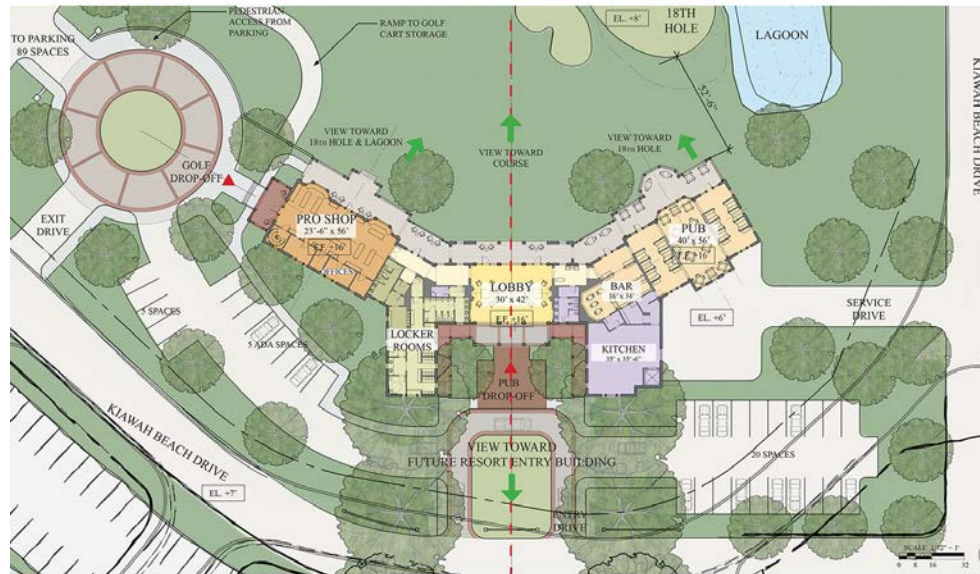 PEDESTRIAN
ACCESS FROM
PARKING
RAMP TO GOLF
CART STORAGE
TO PARKING
89 SPACES
EL. +8'
18TH
HOLE
LAGOON
KIAWAH BEACH DRIVE
52'-6"
VIEW TOWARD
18TH HOLE & LAGOON
VIEW TOWARD
COURSE
VIEW TOWARD
18TH HOLE
GOLF
DROP-OFF
EXIT
DRIVE
PRO SHOP
23'-6" x 56'
F.F. +16'
OFFICES
PUB
40' x 56'
F.F. +16'
LOBBY
30' x 42'
F.F. +16'
BAR
16' x 34'
EL. +6'
SERVICE
DRIVE
5 SPACES
5 ADA SPACES
LOCKER
ROOMS
KITCHEN
35' x 35'-6"
PUB
DROP-OFF
KIAWAH BEACH DRIVE
EL. +7'
VIEW TOWARD
FUTURE RESORT ENTRY BUILDING
20 SPACES
ENTRY
DRIVE
0 8 16 32